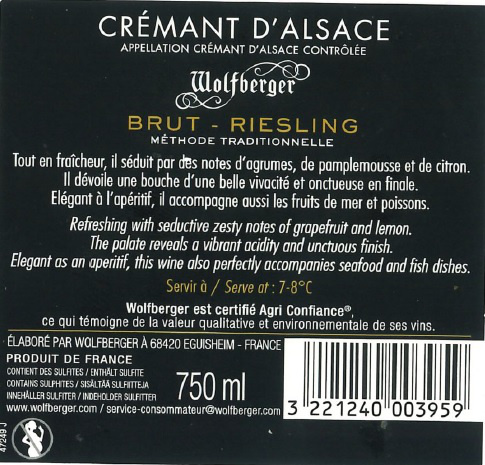 CRÉMANT D'ALSACE
APPELLATION CRÉMANT D'ALSACE CONTRÔLÉE
Wolfberger
BRUT - RIESLING
MÉTHODE TRADITIONNELLE
Tout en fraîcheur, il séduit par des notes d'agrumes, de pamplemousse et de citron.
Il dévoile une bouche d'une belle vivacité et onctueuse en finale.
Elégant à l'apéritif, il accompagne aussi les fruits de mer et poissons.
Refreshing with seductive zesty notes of grapefruit and lemon.
The palate reveals a vibrant acidity and unctuous finish.
Elegant as an aperitif, this wine also perfectly accompanies seafood and fish dishes.
Servir à / Serve at : 7-8°C
Wolfberger est certifié Agri Confiance®,
ce qui témoigne de la valeur qualitative et environnementale de ses vins.
ÉLABORÉ PAR WOLFBERGER À 68420 EGUISHEIM - FRANCE
PRODUIT DE FRANCE
CONTIENT DES SULFITES / ENTHÄLT SULFITE
CONTAINS SULPHITES / SISÄLTÄÄ SULFIITTEJA
INNEHÅLLER SULFITER / INDEHOLDER SULFITTER
750 ml
www.wolfberger.com / service-consommateur@wolfberger.com
3 221240 003959
47249 J